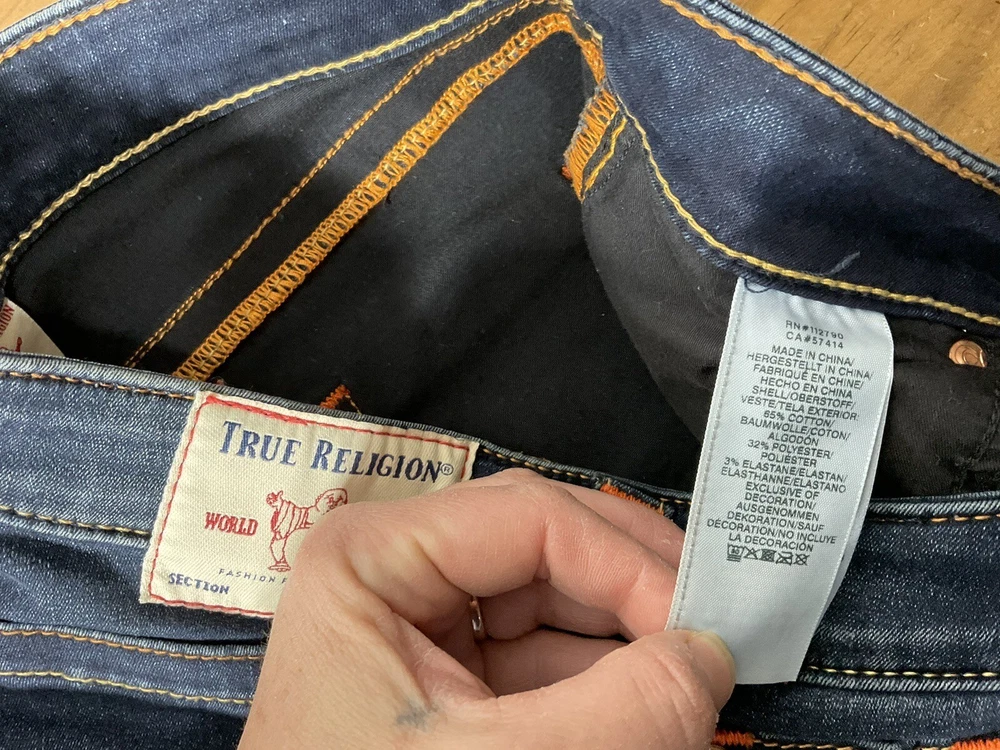 TRUE RELIGION®
WORLD
FASHION F
SECTION
RN#112790
CA#57414
MADE IN CHINA/
HERGESTELLT IN CHINA/
FABRIQUÉ EN CHINE/
HECHO EN CHINA
SHELL/OBERSTOFF/
VESTE/TELA EXTERIOR:
65% COTTON/
BAUMWOLLE/COTON/
ALGODÓN
32% POLYESTER/
POLIÉSTER
3% ELASTANE/ELASTAN/
ELASTHANNE/ELASTANO
EXCLUSIVE OF
DECORATION/
AUSGENOMMEN
DEKORATION/SAUF
DÉCORATION/NO INCLUYE
LA DECORACIÓN